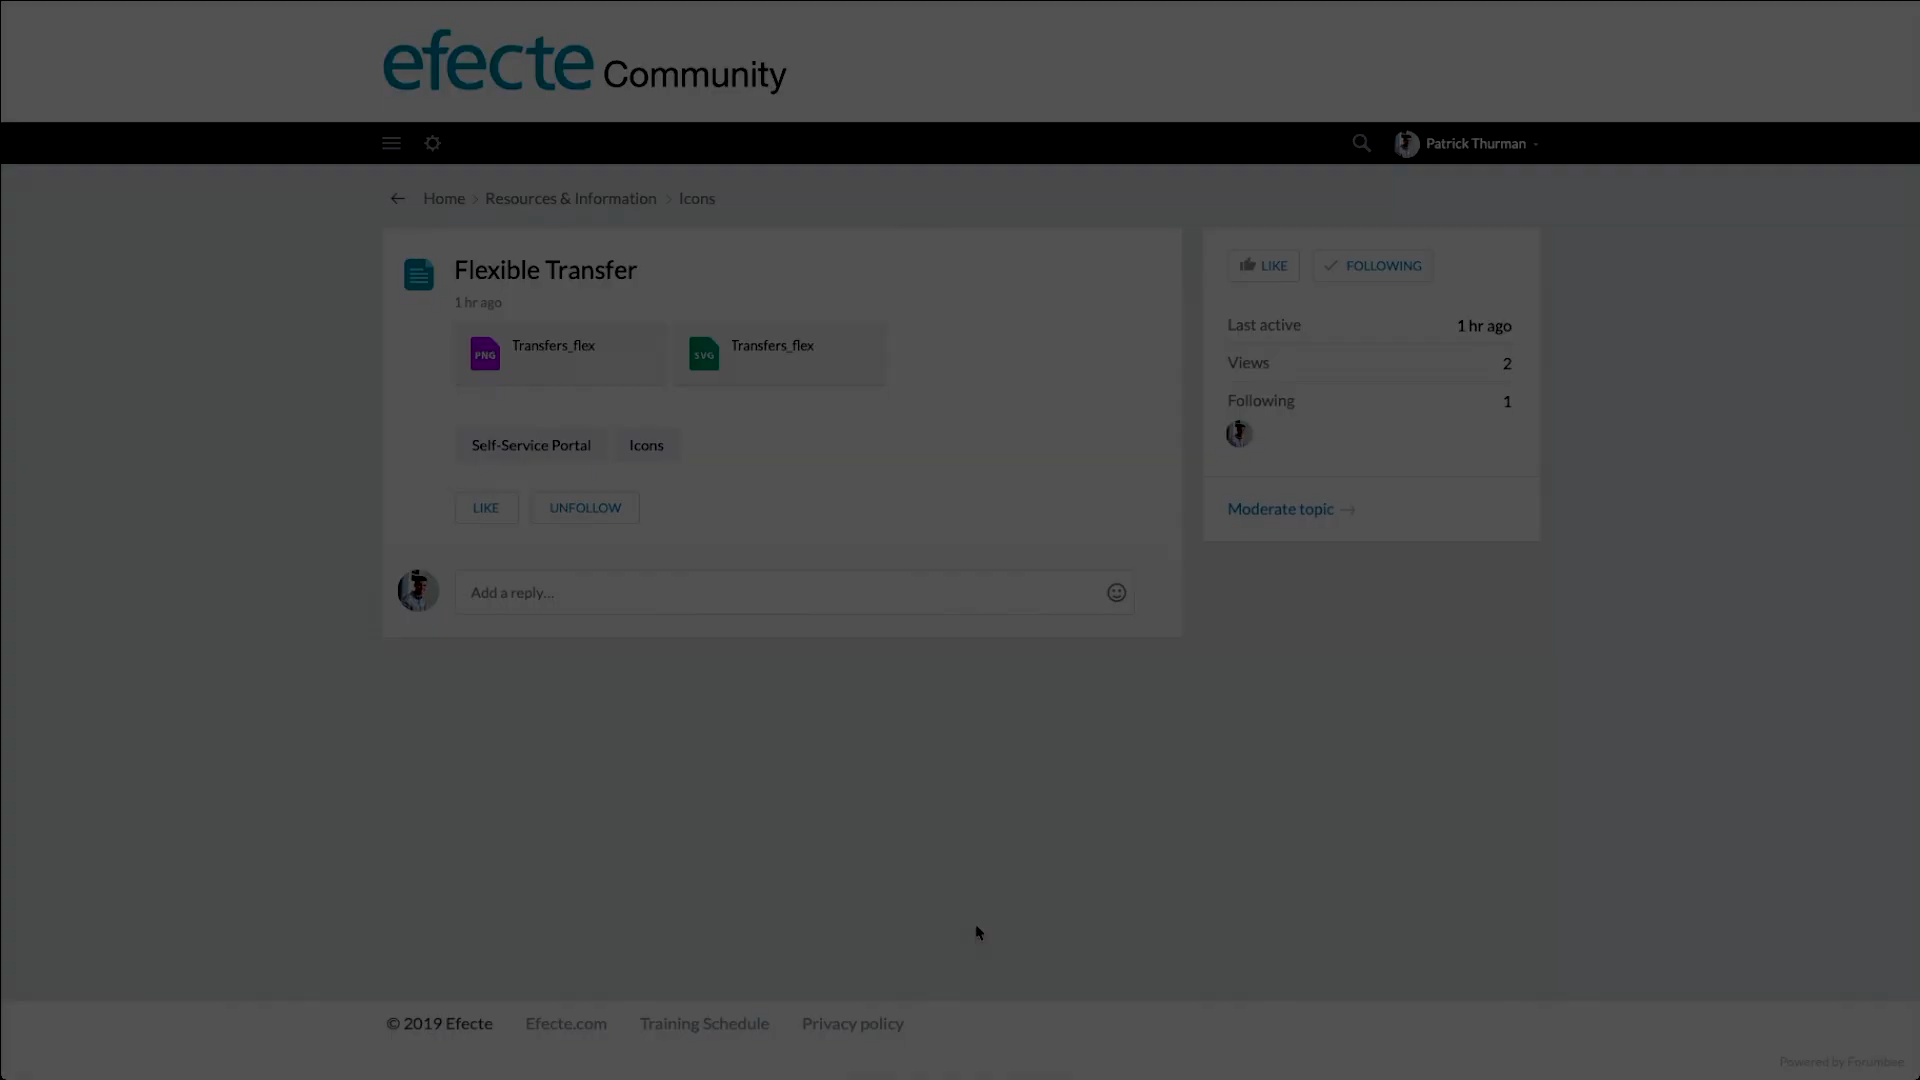 efecte Community
Patrick Thurman
Home > Resources & Information > Icons
Flexible Transfer
1 hr ago
PNG Transfers_flex
SVG Transfers_flex
Self-Service Portal Icons
LIKE UNFOLLOW
Add a reply...
LIKE FOLLOWING
Last active 1 hr ago
Views 2
Following 1
Moderate topic →
© 2019 Efecte Efecte.com Training Schedule Privacy policy
Powered by Forumbee